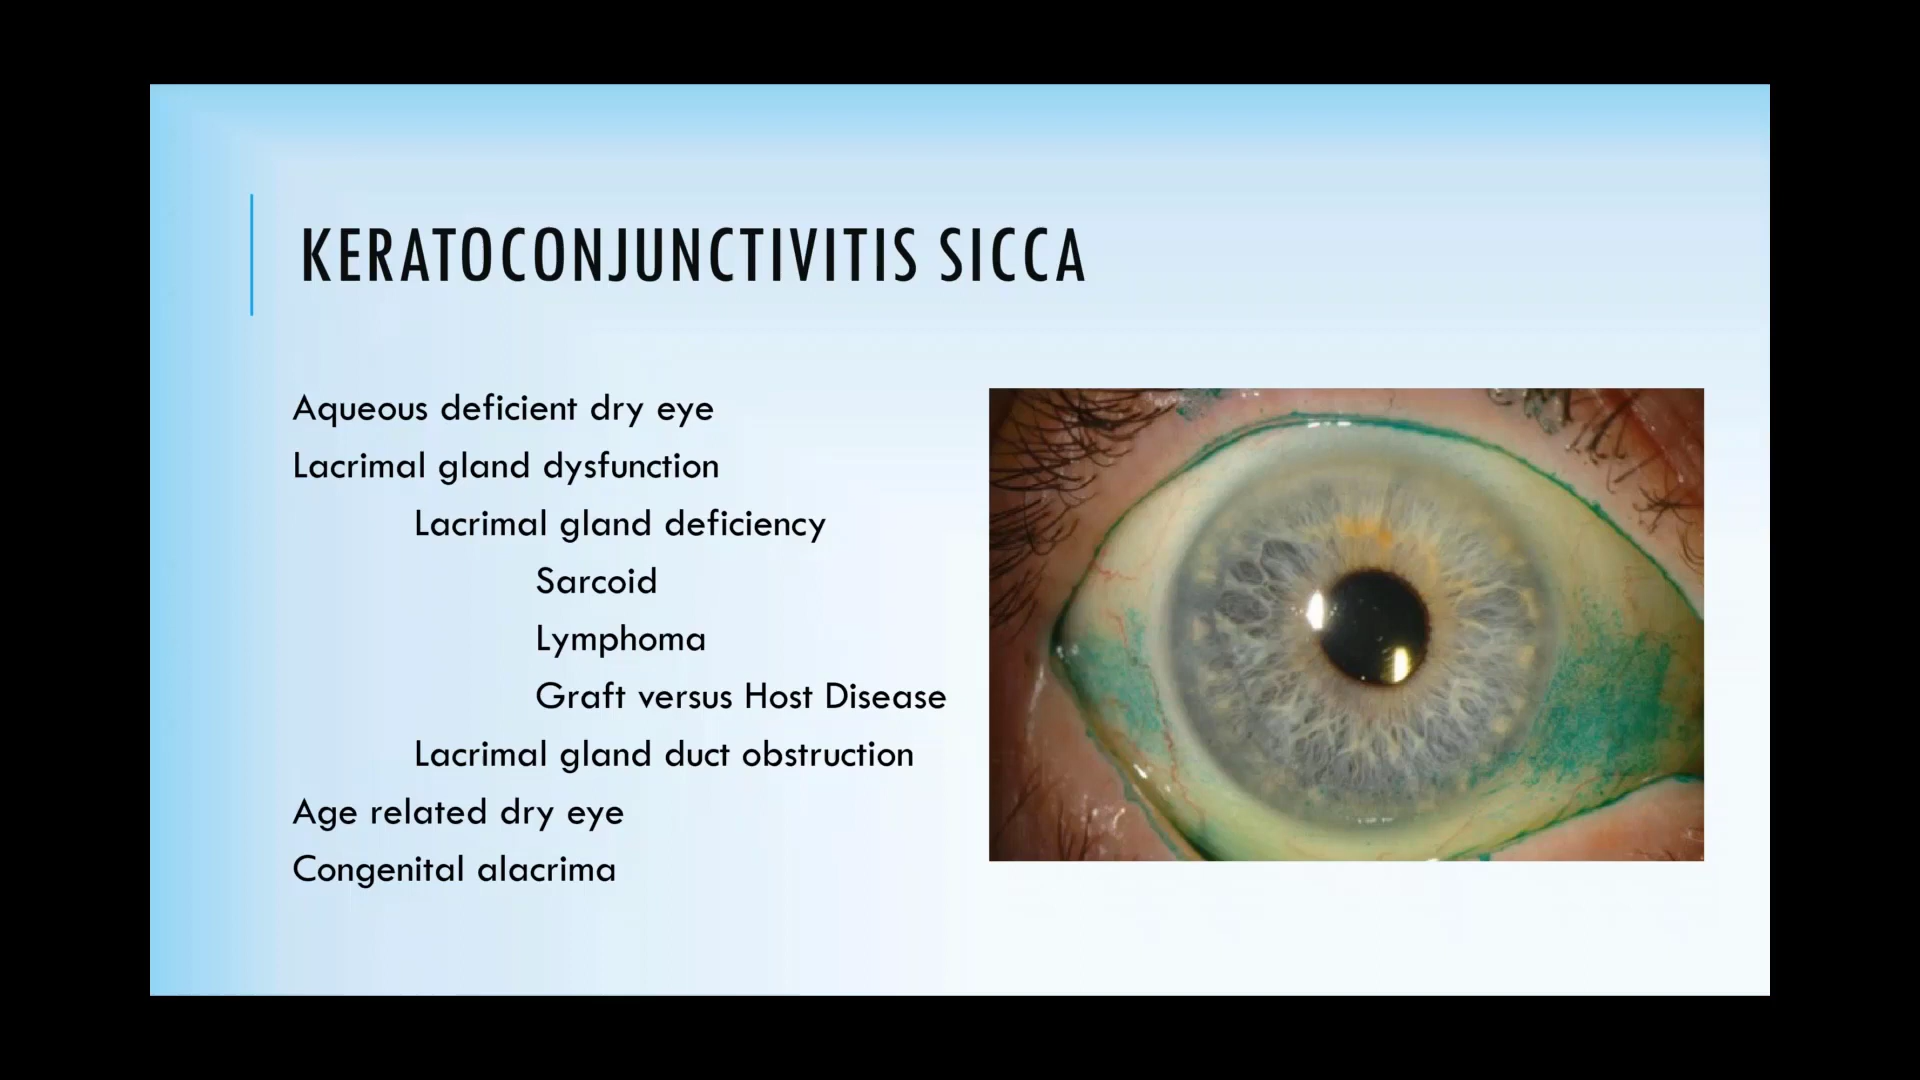 KERATOCONJUNCTIVITIS SICCA
Aqueous deficient dry eye
Lacrimal gland dysfunction
Lacrimal gland deficiency
Sarcoid
Lymphoma
Graft versus Host Disease
Lacrimal gland duct obstruction
Age related dry eye
Congenital alacrima